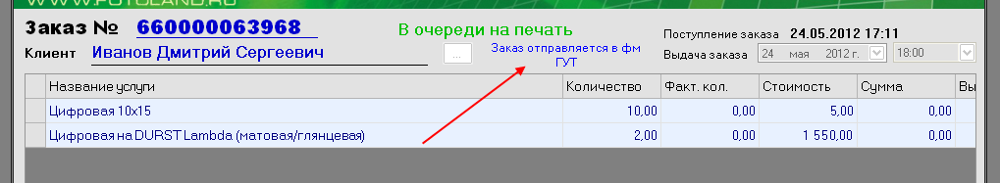 WWW.FOTOLAND.RU
Заказ № 660000063968
В очереди на печать
Поступление заказа 24.05.2012 17:11
Клиент Иванов Дмитрий Сергеевич
...
Заказ отправляется в фм
ГУТ
Выдача заказа 24 мая 2012 г. 18:00
Название услуги Количество Факт. кол. Стоимость Сумма Вы
Цифровая 10x15 10,00 0,00 5,00 0,00
Цифровая на DURST Lambda (матовая/глянцевая) 2,00 0,00 1 550,00 0,00